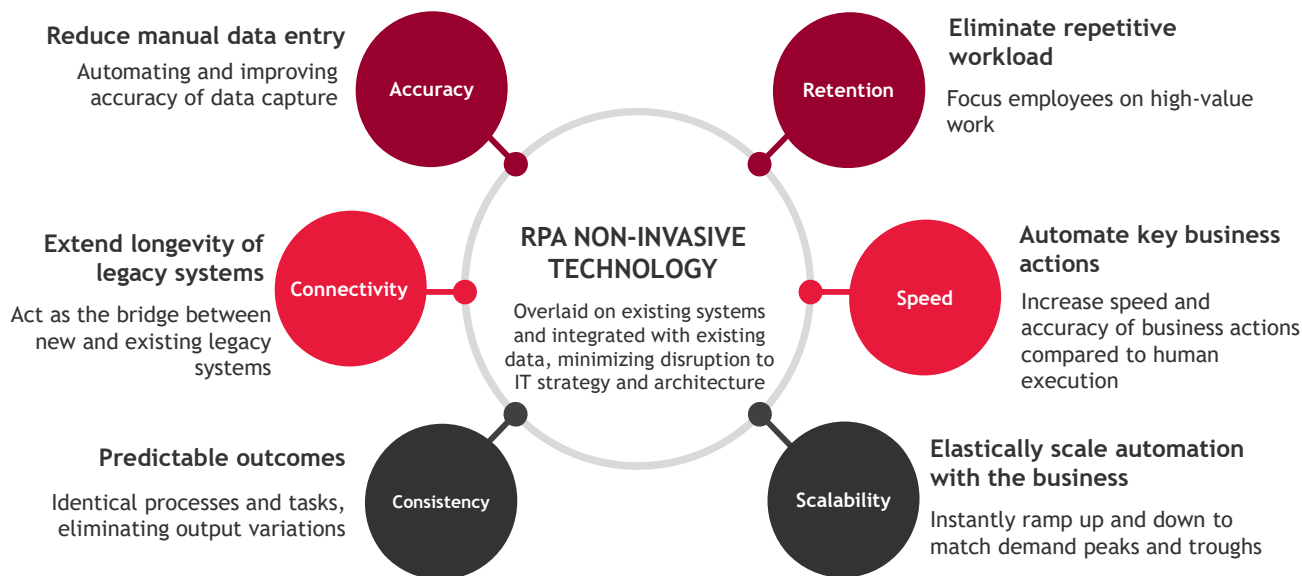 Reduce manual data entry
Automating and improving
accuracy of data capture
Accuracy
Retention
Eliminate repetitive
workload
Focus employees on high-value
work
Extend longevity of
legacy systems
Act as the bridge between
new and existing legacy
systems
Connectivity
RPA NON-INVASIVE
TECHNOLOGY
Overlaid on existing systems
and integrated with existing
data, minimizing disruption to
IT strategy and architecture
Speed
Automate key business
actions
Increase speed and
accuracy of business actions
compared to human
execution
Predictable outcomes
Identical processes and tasks,
eliminating output variations
Consistency
Scalability
Elastically scale automation
with the business
Instantly ramp up and down to
match demand peaks and troughs